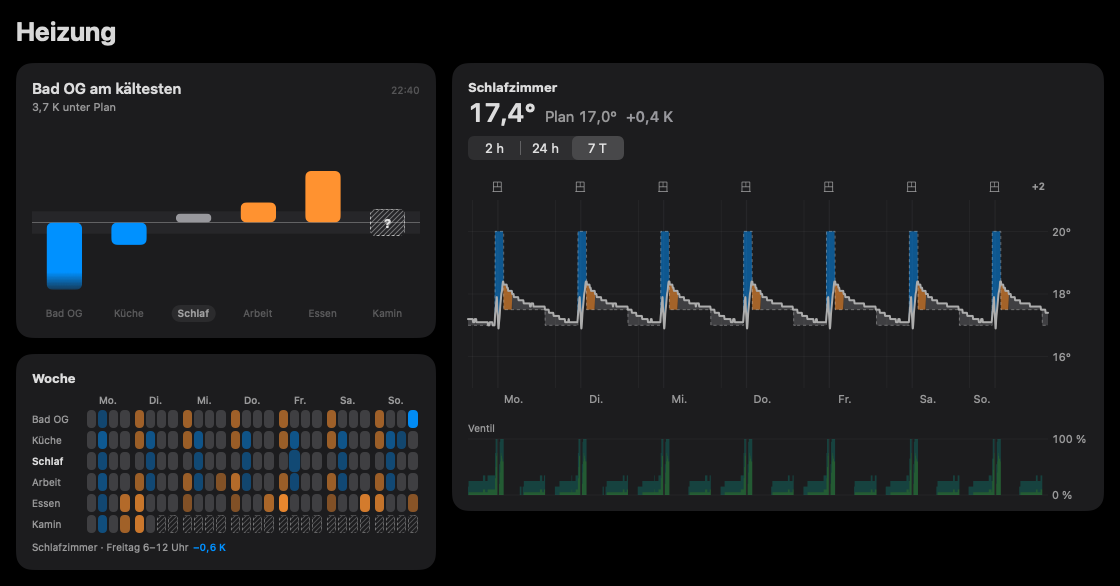 Heizung
Bad OG am kältesten
22:40
3,7 K unter Plan
?
Bad OG Küche Schlaf Arbeit Essen Kamin
Woche
Mo. Di. Mi. Do. Fr. Sa. So.
Bad OG
Küche
Schlaf
Arbeit
Essen
Kamin
Schlafzimmer · Freitag 6–12 Uhr −0,6 K
Schlafzimmer
17,4° Plan 17,0° +0,4 K
2 h 24 h 7 T
+2
20°
18°
16°
Mo. Di. Mi. Do. Fr. Sa. So.
Ventil
100 %
0 %